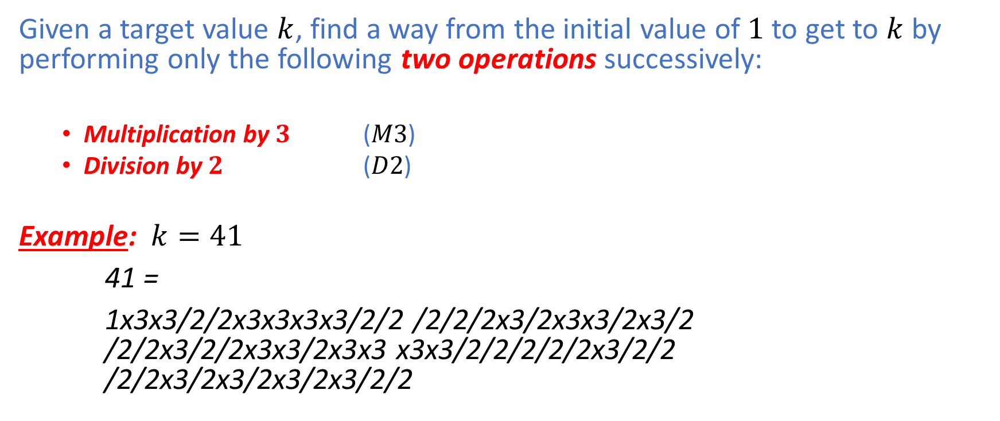 Given a target value k, find a way from the initial value of 1 to get to k by
performing only the following two operations successively:
• Multiplication by 3 (M3)
• Division by 2 (D2)
Example: k = 41
41 =
1x3x3/2/2x3x3x3x3/2/2 /2/2/2x3/2x3x3/2x3/2
/2/2x3/2/2x3x3/2x3x3 x3x3/2/2/2/2/2x3/2/2
/2/2x3/2x3/2x3/2x3/2/2